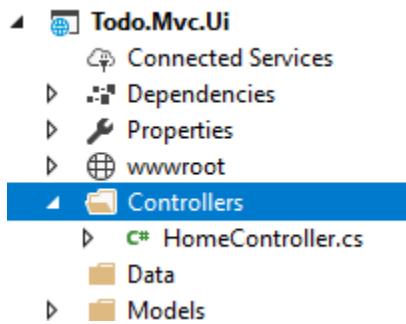 Todo.Mvc.Ui
Connected Services
Dependencies
Properties
wwwroot
Controllers
C# HomeController.cs
Data
Models